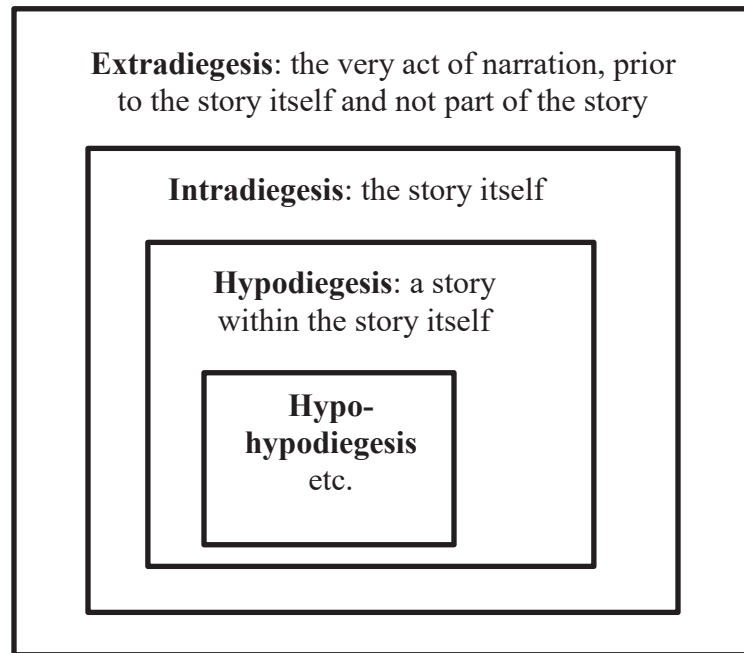 Extradiegesis: the very act of narration, prior
to the story itself and not part of the story
Intradiegesis: the story itself
Hypodiegesis: a story
within the story itself
Hypo-
hypodiegesis
etc.